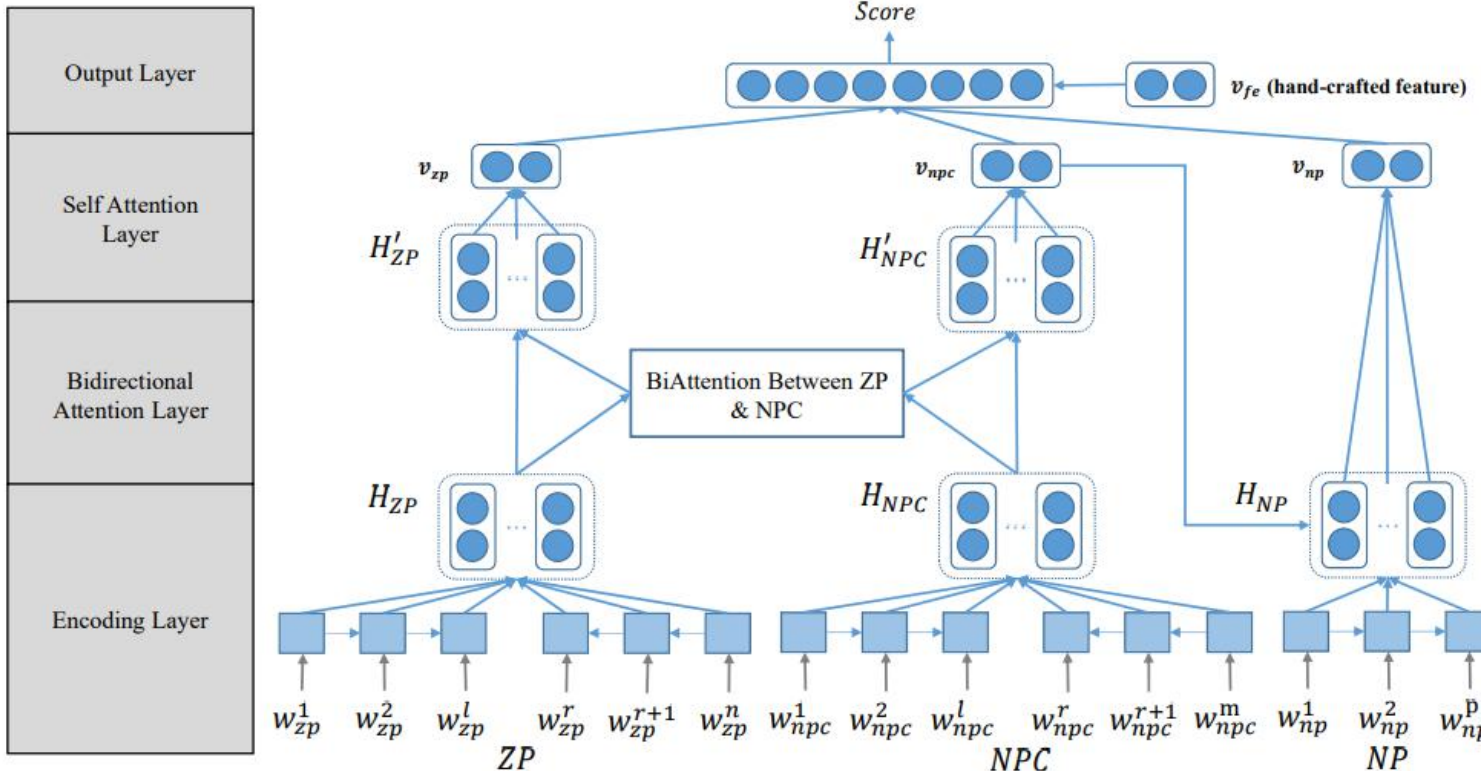 Score
Output Layer
v_fe (hand-crafted feature)
v_zp
v_npc
v_np
Self Attention
Layer
H'_ZP
...
H'_NPC
...
Bidirectional
Attention Layer
BiAttention Between ZP
& NPC
H_ZP
...
H_NPC
...
H_NP
...
Encoding Layer
w_zp^1 w_zp^2 w_zp^l w_zp^r w_zp^{r+1} w_zp^n w_npc^1 w_npc^2 w_npc^l w_npc^r w_npc^{r+1} w_npc^m w_np^1 w_np^2 w_np^p
ZP NPC NP